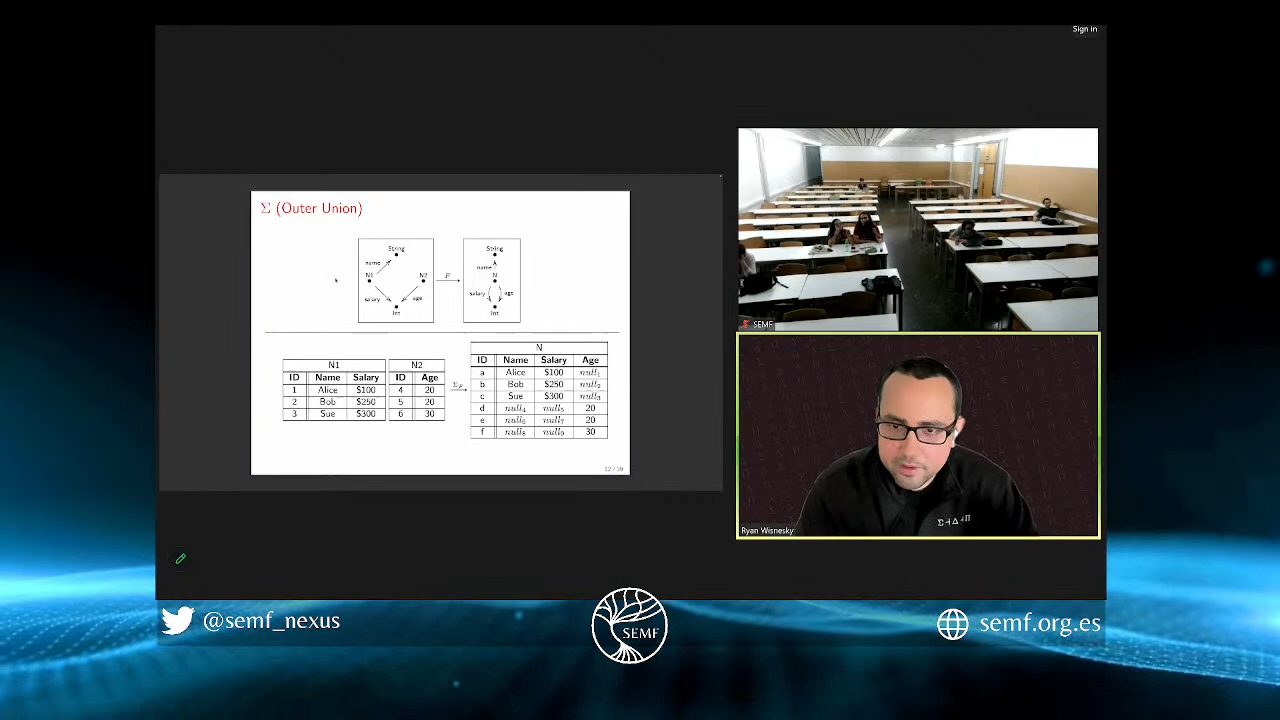 Sign In
Σ (Outer Union)
String
name
N1
N2
salary
age
Int
F
String
name
N
salary
age
Int
N1
ID Name Salary
1 Alice $100
2 Bob $250
3 Sue $300
N2
ID Age
4 20
5 20
6 30
Σ_F
N
ID Name Salary Age
a Alice $100 null₁
b Bob $250 null₂
c Sue $300 null₃
d null₄ null₅ 20
e null₆ null₇ 20
f null₈ null₉ 30
12 / 39
SEMF
Σ ⊣ Δ ⊣ Π
Ryan Wisnesky
@semf_nexus
SEMF
semf.org.es